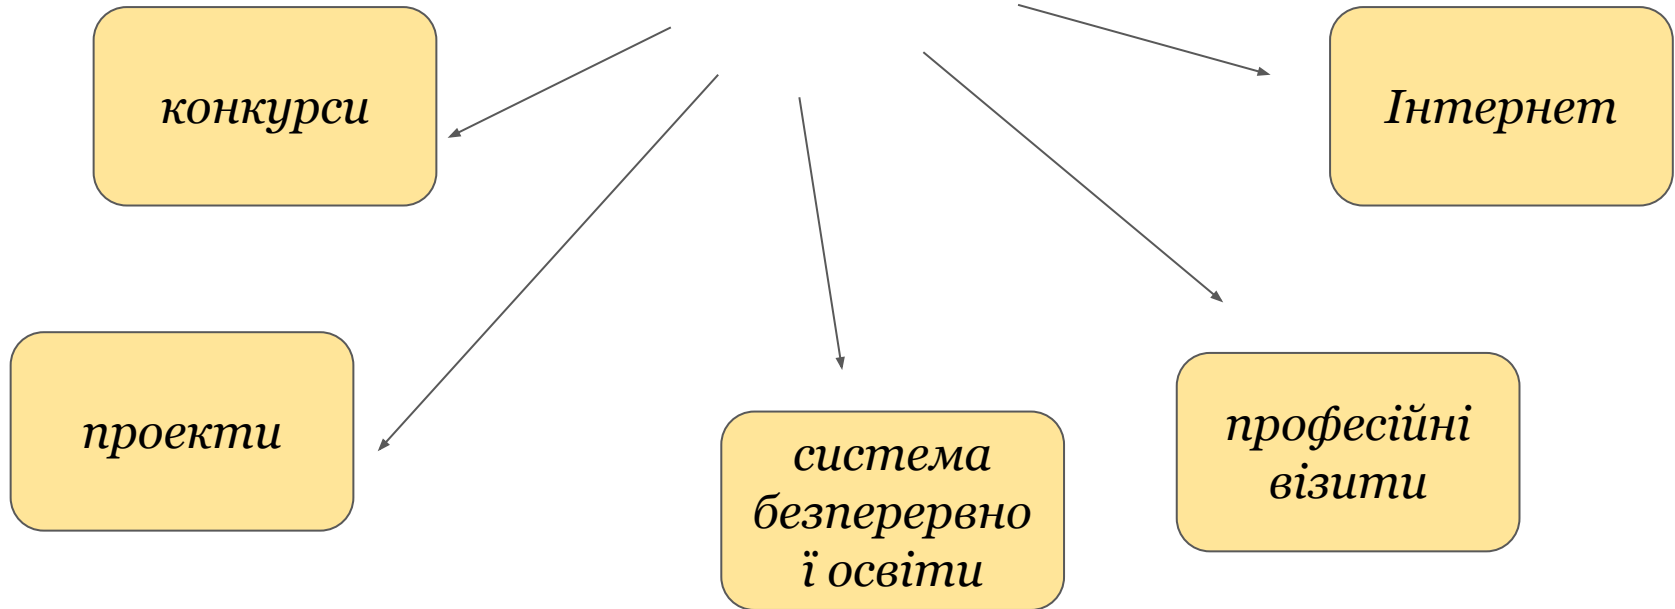 конкурси
Інтернет
проекти
система
безперервно
ї освіти
професійні
візити